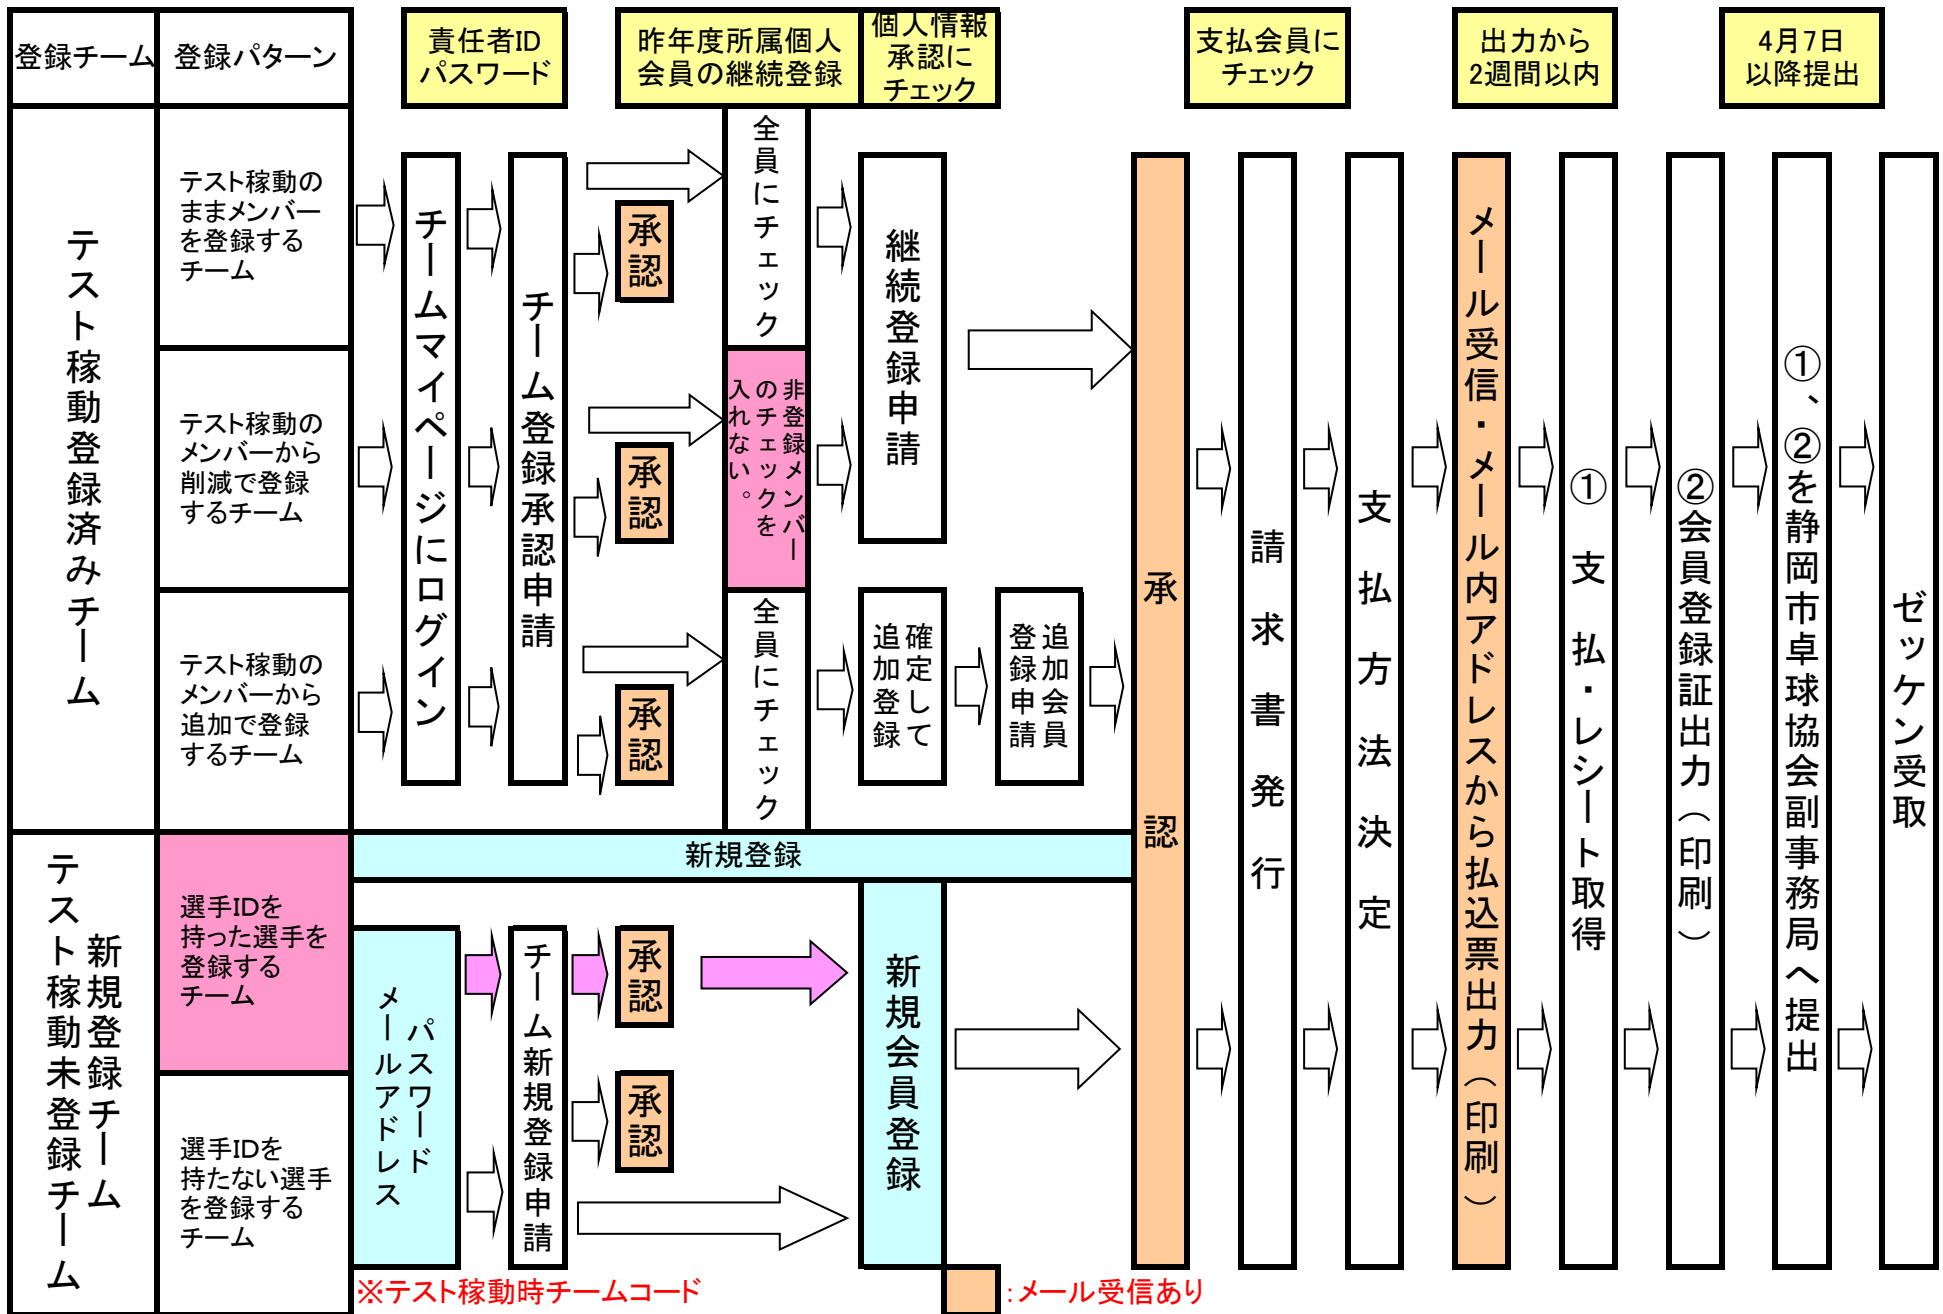 登録チーム
登録パターン
責任者ID
パスワード
昨年度所属個人
会員の継続登録
個人情報
承認に
チェック
支払会員に
チェック
出力から
2週間以内
4月7日
以降提出
テスト稼動登録済みチーム
テスト稼動の
ままメンバー
を登録する
チーム
テスト稼動の
メンバーから
削減で登録
するチーム
テスト稼動の
メンバーから
追加で登録
するチーム
チームマイページにログイン
チーム登録承認申請
承認
承認
承認
全員にチェック
非登録メンバー
のチェックを
入れない。
全員にチェック
継続登録申請
確定して
追加登録
追加会員
登録申請
承認
請求書発行
支払方法決定
メール受信・メール内アドレスから払込票出力（印刷）
① 支払・レシート取得
②会員登録証出力（印刷）
①、②を静岡市卓球協会副事務局へ提出
ゼッケン受取
新規登録チーム
テスト稼動未登録チーム
選手IDを
持った選手を
登録する
チーム
選手IDを
持たない選手
を登録する
チーム
新規登録
パスワード
メールアドレス
チーム新規登録申請
承認
承認
新規会員登録
※テスト稼動時チームコード
：メール受信あり